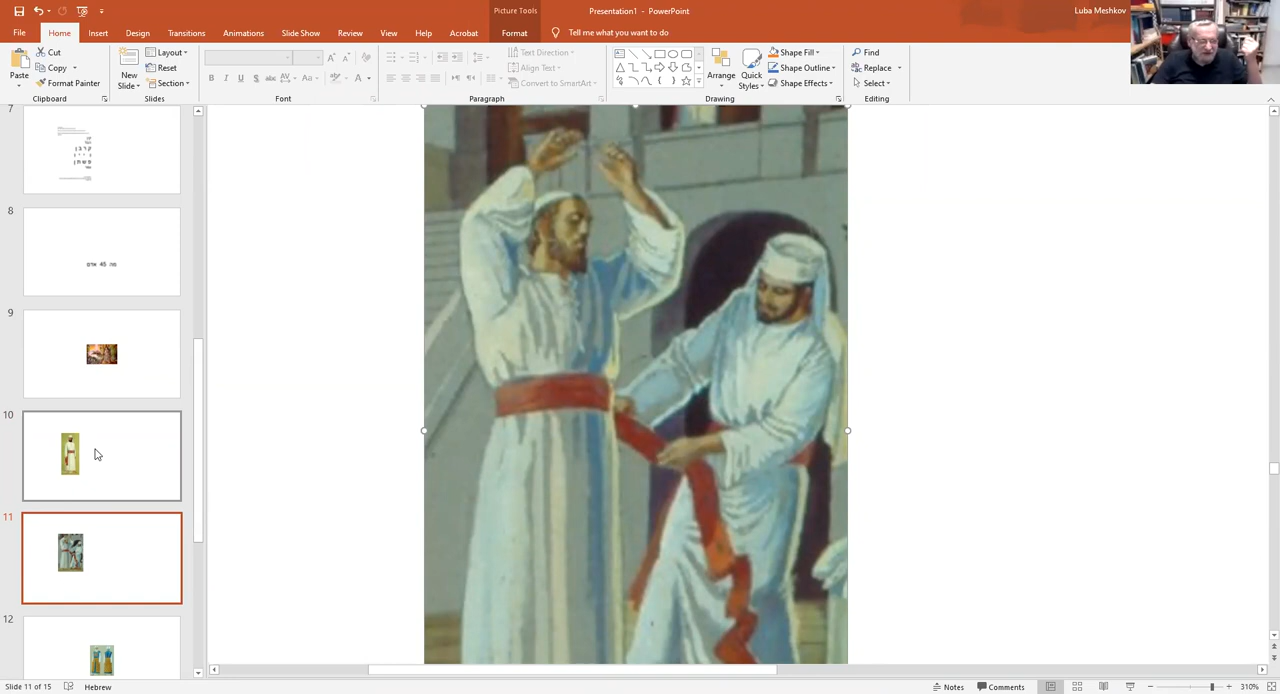 Picture Tools
Presentation1 - PowerPoint
Luba Meshkov
File Home Insert Design Transitions Animations Slide Show Review View Help Acrobat Format Tell me what you want to do
Cut Layout Text Direction Shape Fill Find
Paste Copy New Slide Reset Align Text Arrange Quick Styles Shape Outline Replace
Format Painter Section Convert to SmartArt Shape Effects Select
Clipboard Slides Font Paragraph Drawing Editing
7
8
מה 45 אדם
9
10
11
12
Slide 11 of 15 Hebrew Notes Comments 310%